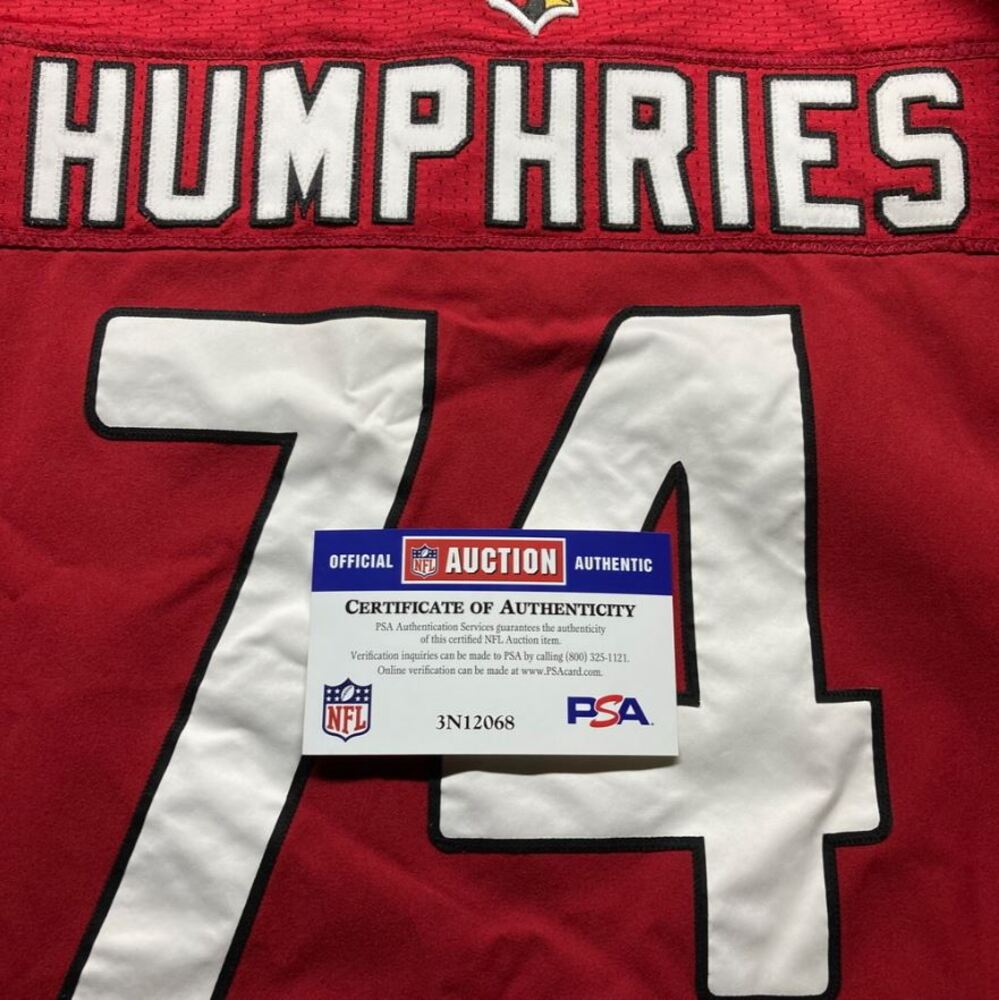 HUMPHRIES
74
OFFICIAL NFL AUCTION AUTHENTIC
CERTIFICATE OF AUTHENTICITY
PSA Authentication Services guarantees the authenticity
of this certified NFL Auction item.
Verification inquiries can be made to PSA by calling (800) 325-1121.
Online verification can be made at www.PSAcard.com.
NFL 3N12068 PSA